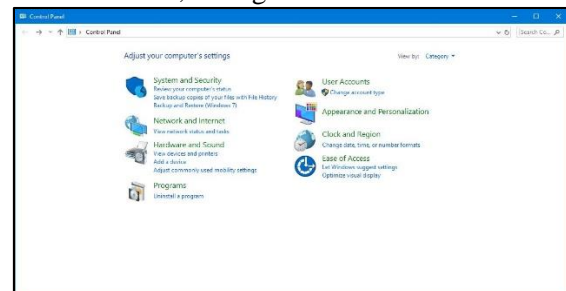 Control Panel
Control Panel
Search Co...
Adjust your computer's settings
View by: Category
System and Security
Review your computer's status
Save backup copies of your files with File History
Backup and Restore (Windows 7)
Network and Internet
View network status and tasks
Hardware and Sound
View devices and printers
Add a device
Adjust commonly used mobility settings
Programs
Uninstall a program
User Accounts
Change account type
Appearance and Personalization
Clock and Region
Change date, time, or number formats
Ease of Access
Let Windows suggest settings
Optimize visual display